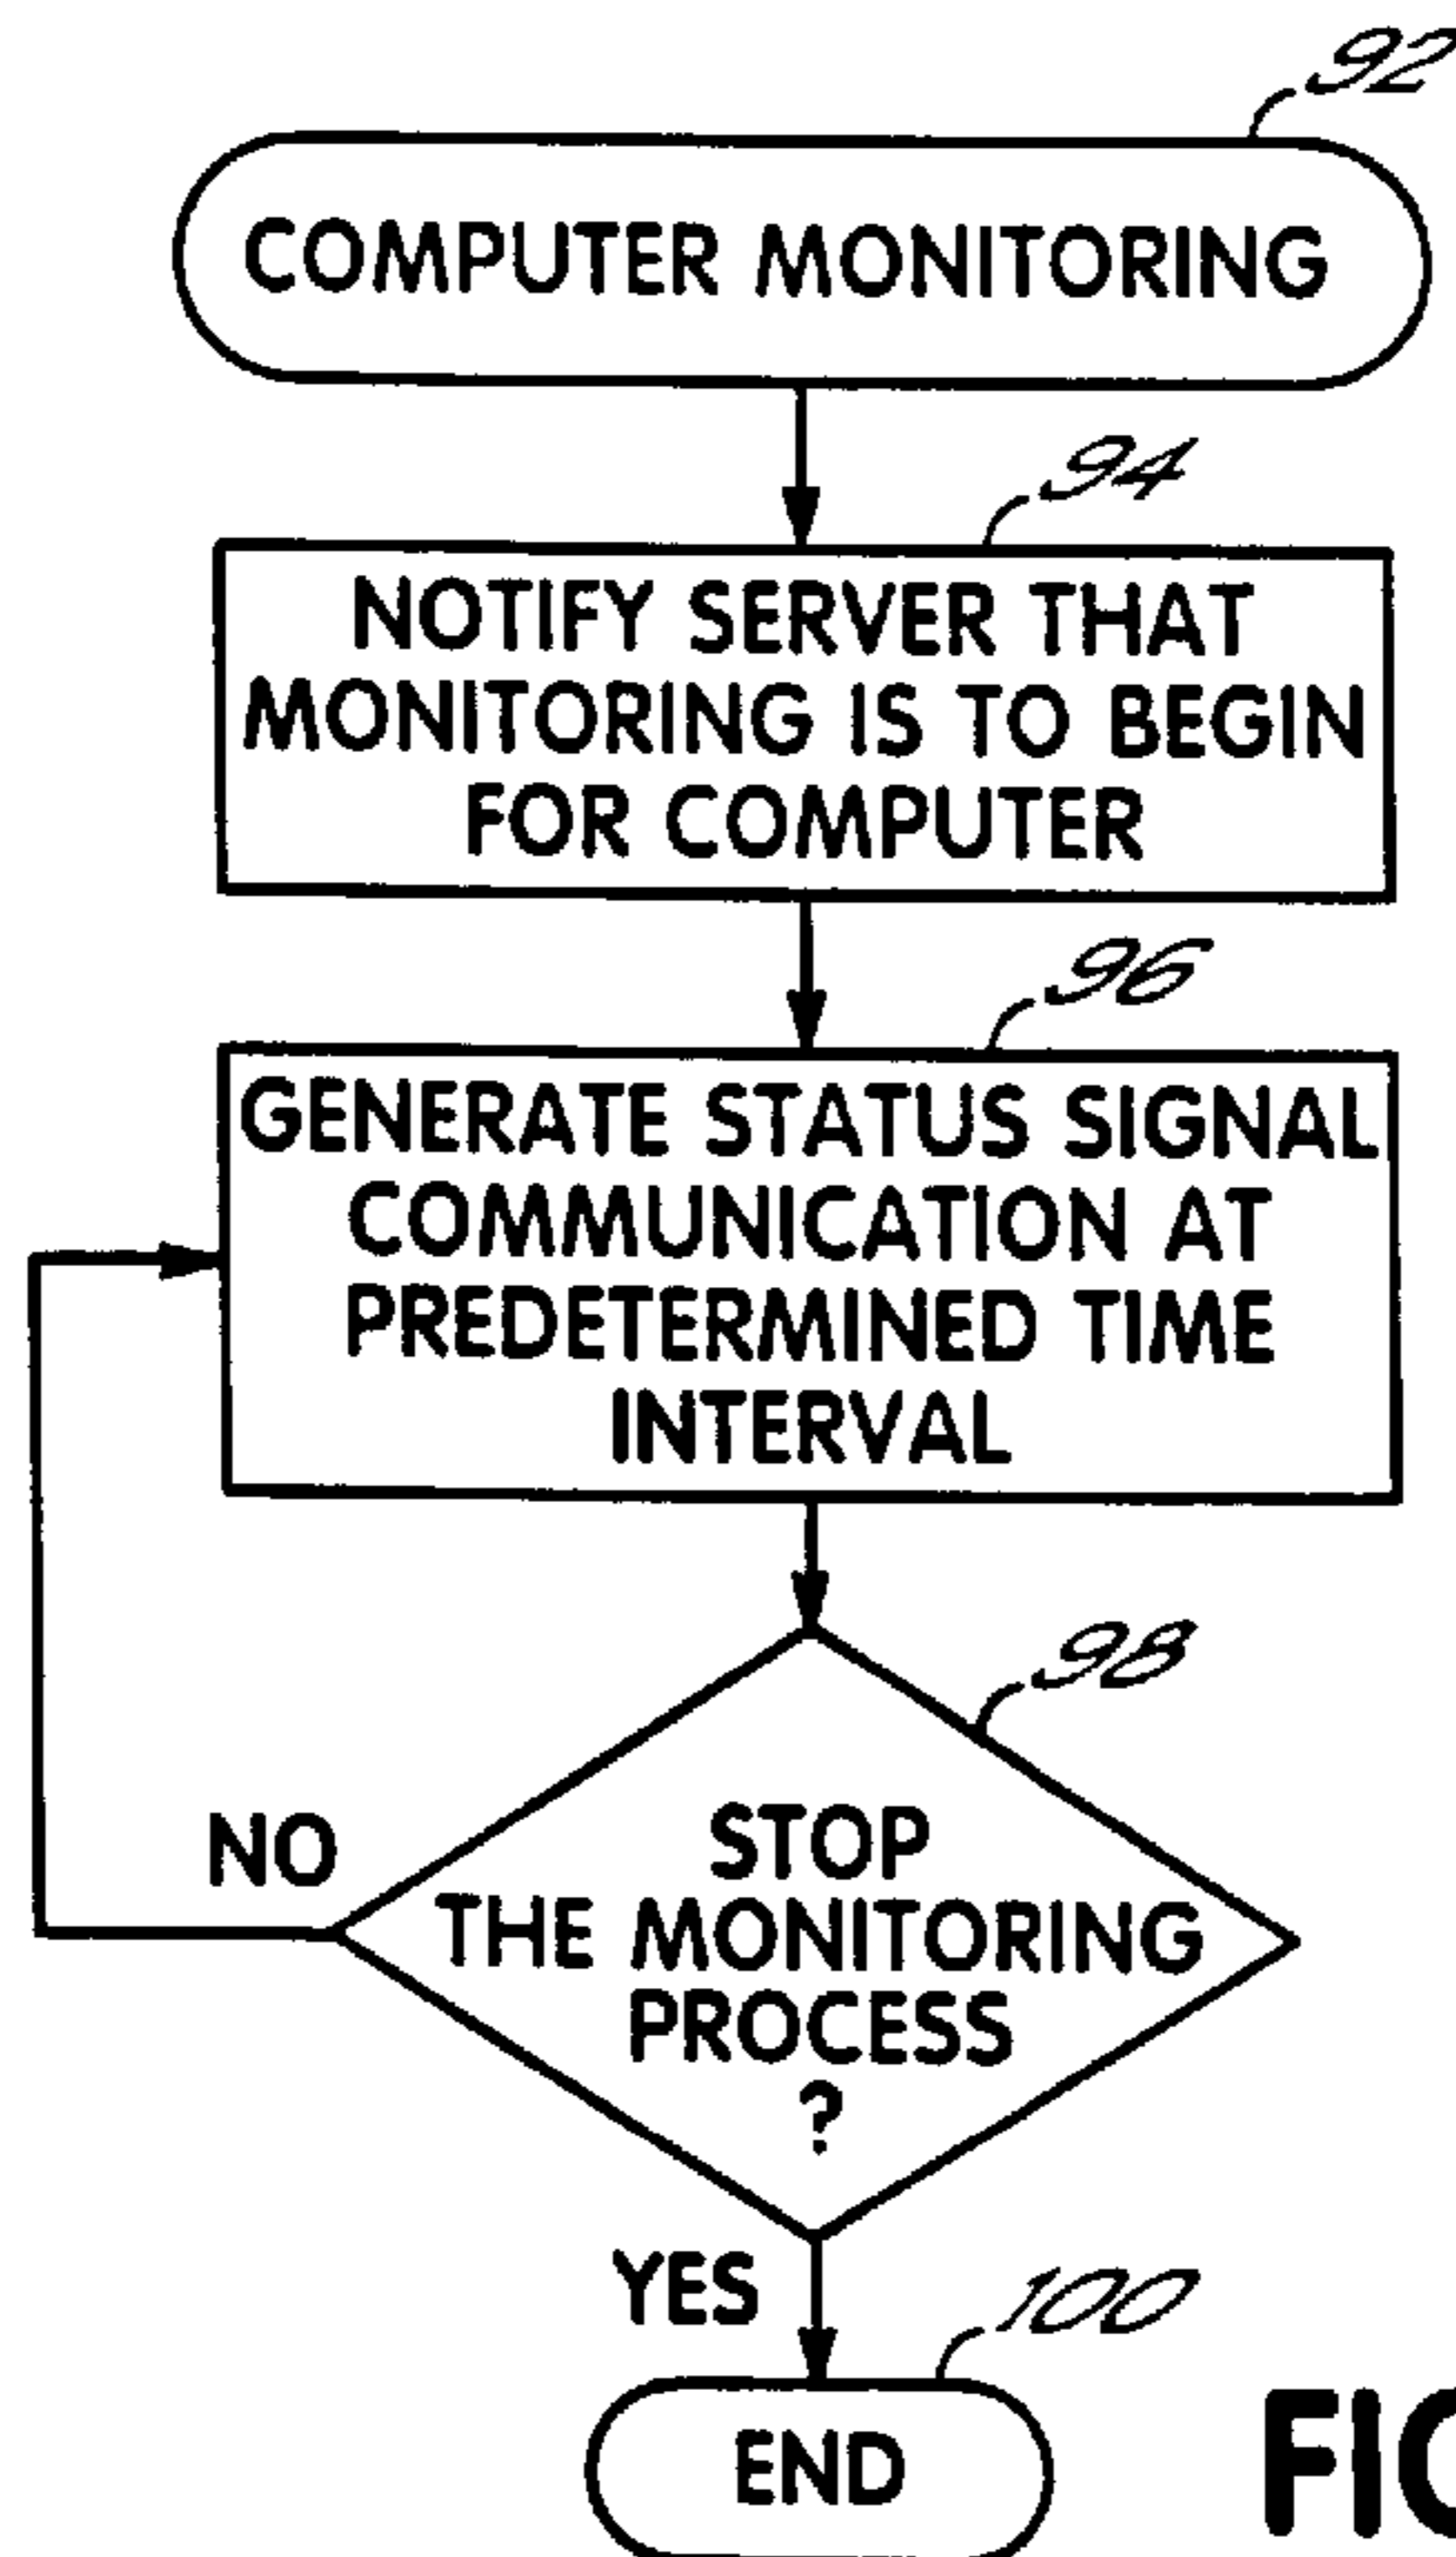 92
COMPUTER MONITORING
94
NOTIFY SERVER THAT
MONITORING IS TO BEGIN
FOR COMPUTER
96
GENERATE STATUS SIGNAL
COMMUNICATION AT
PREDETERMINED TIME
INTERVAL
98
NO
STOP
THE MONITORING
PROCESS
?
YES
100
END